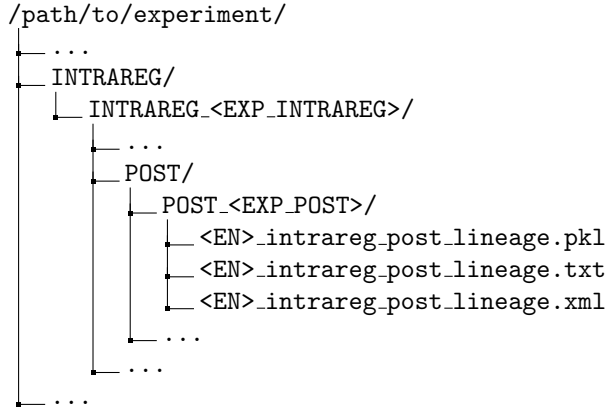 /path/to/experiment/
...
INTRAREG/
INTRAREG_<EXP_INTRAREG>/
...
POST/
POST_<EXP_POST>/
<EN>_intrareg_post_lineage.pkl
<EN>_intrareg_post_lineage.txt
<EN>_intrareg_post_lineage.xml
...
...
...